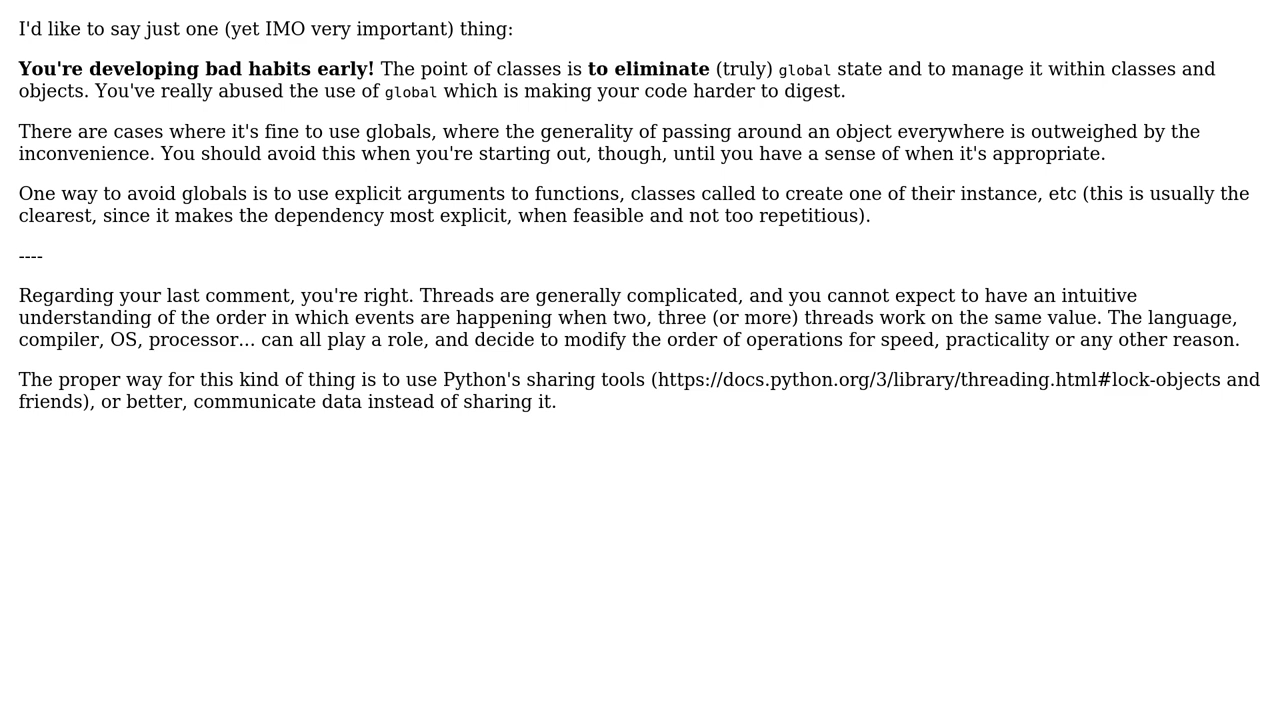 I'd like to say just one (yet IMO very important) thing:
You're developing bad habits early! The point of classes is to eliminate (truly) global state and to manage it within classes and
objects. You've really abused the use of global which is making your code harder to digest.
There are cases where it's fine to use globals, where the generality of passing around an object everywhere is outweighed by the
inconvenience. You should avoid this when you're starting out, though, until you have a sense of when it's appropriate.
One way to avoid globals is to use explicit arguments to functions, classes called to create one of their instance, etc (this is usually the
clearest, since it makes the dependency most explicit, when feasible and not too repetitious).
----
Regarding your last comment, you're right. Threads are generally complicated, and you cannot expect to have an intuitive
understanding of the order in which events are happening when two, three (or more) threads work on the same value. The language,
compiler, OS, processor... can all play a role, and decide to modify the order of operations for speed, practicality or any other reason.
The proper way for this kind of thing is to use Python's sharing tools (https://docs.python.org/3/library/threading.html#lock-objects and
friends), or better, communicate data instead of sharing it.